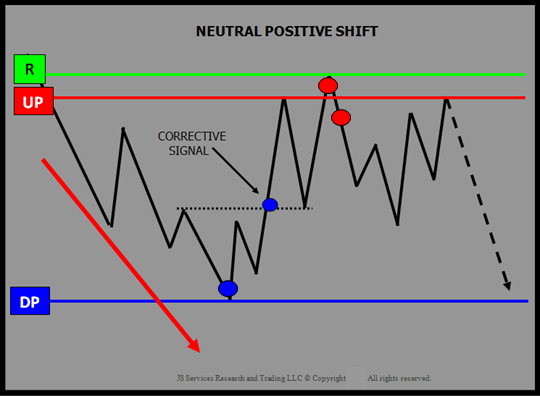 NEUTRAL POSITIVE SHIFT
R
UP
CORRECTIVE
SIGNAL
DP
JS Services Research and Trading LLC © Copyright All rights reserved.